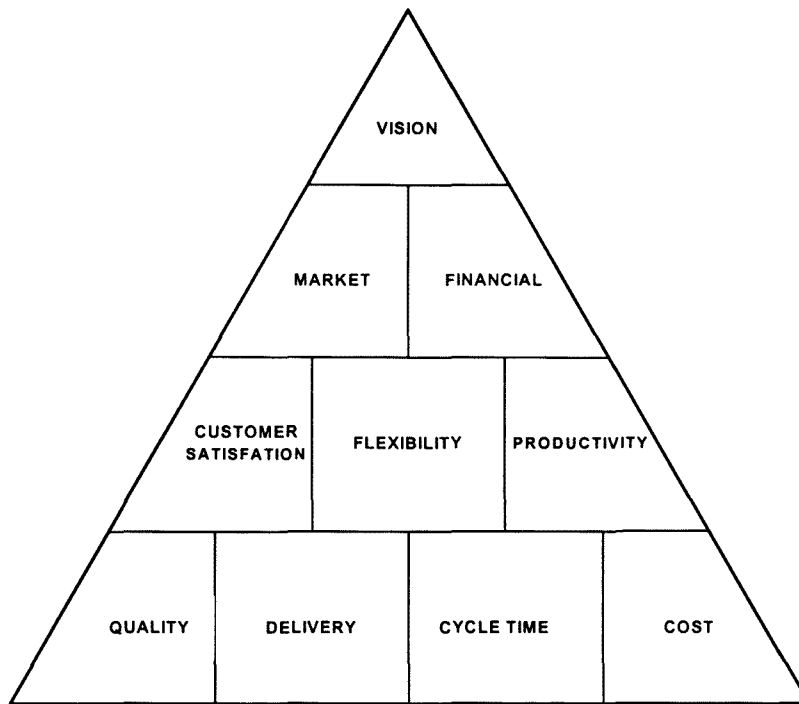 VISION
MARKET
FINANCIAL
CUSTOMER
SATISFATION
FLEXIBILITY
PRODUCTIVITY
QUALITY
DELIVERY
CYCLE TIME
COST